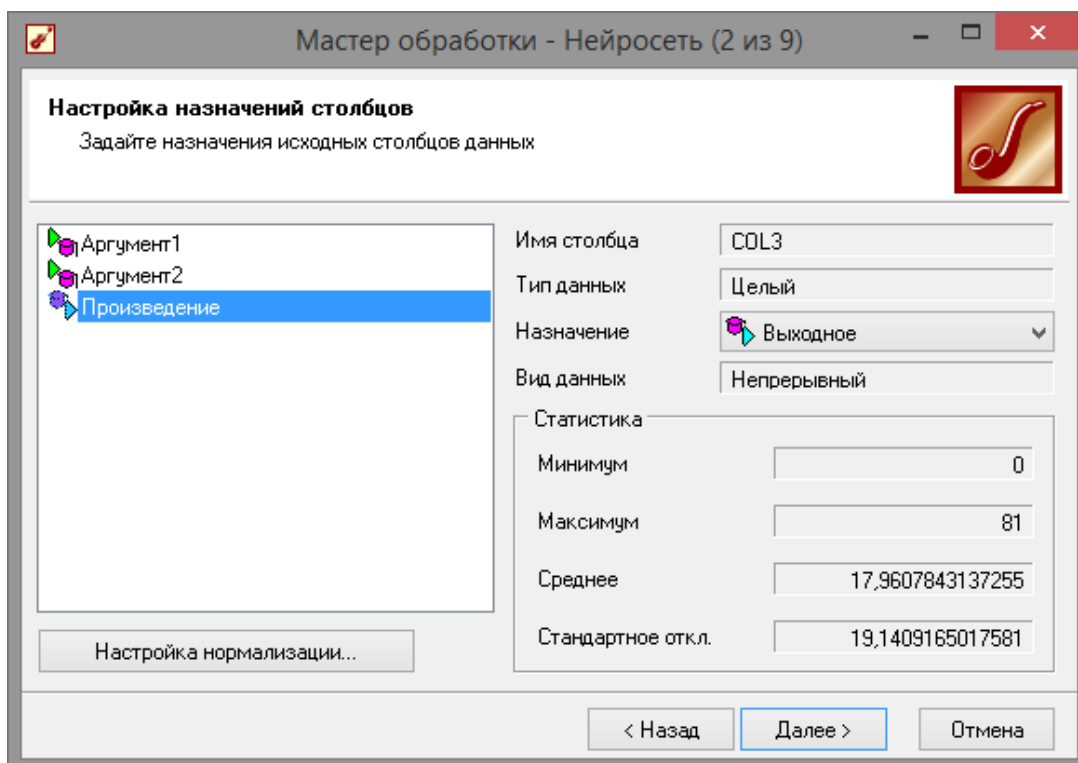 Мастер обработки - Нейросеть (2 из 9)
Настройка назначений столбцов
Задайте назначения исходных столбцов данных
Аргумент1
Аргумент2
Произведение
Настройка нормализации...
Имя столбца COL3
Тип данных Целый
Назначение Выходное
Вид данных Непрерывный
Статистика
Минимум 0
Максимум 81
Среднее 17,9607843137255
Стандартное откл. 19,1409165017581
< Назад Далее > Отмена